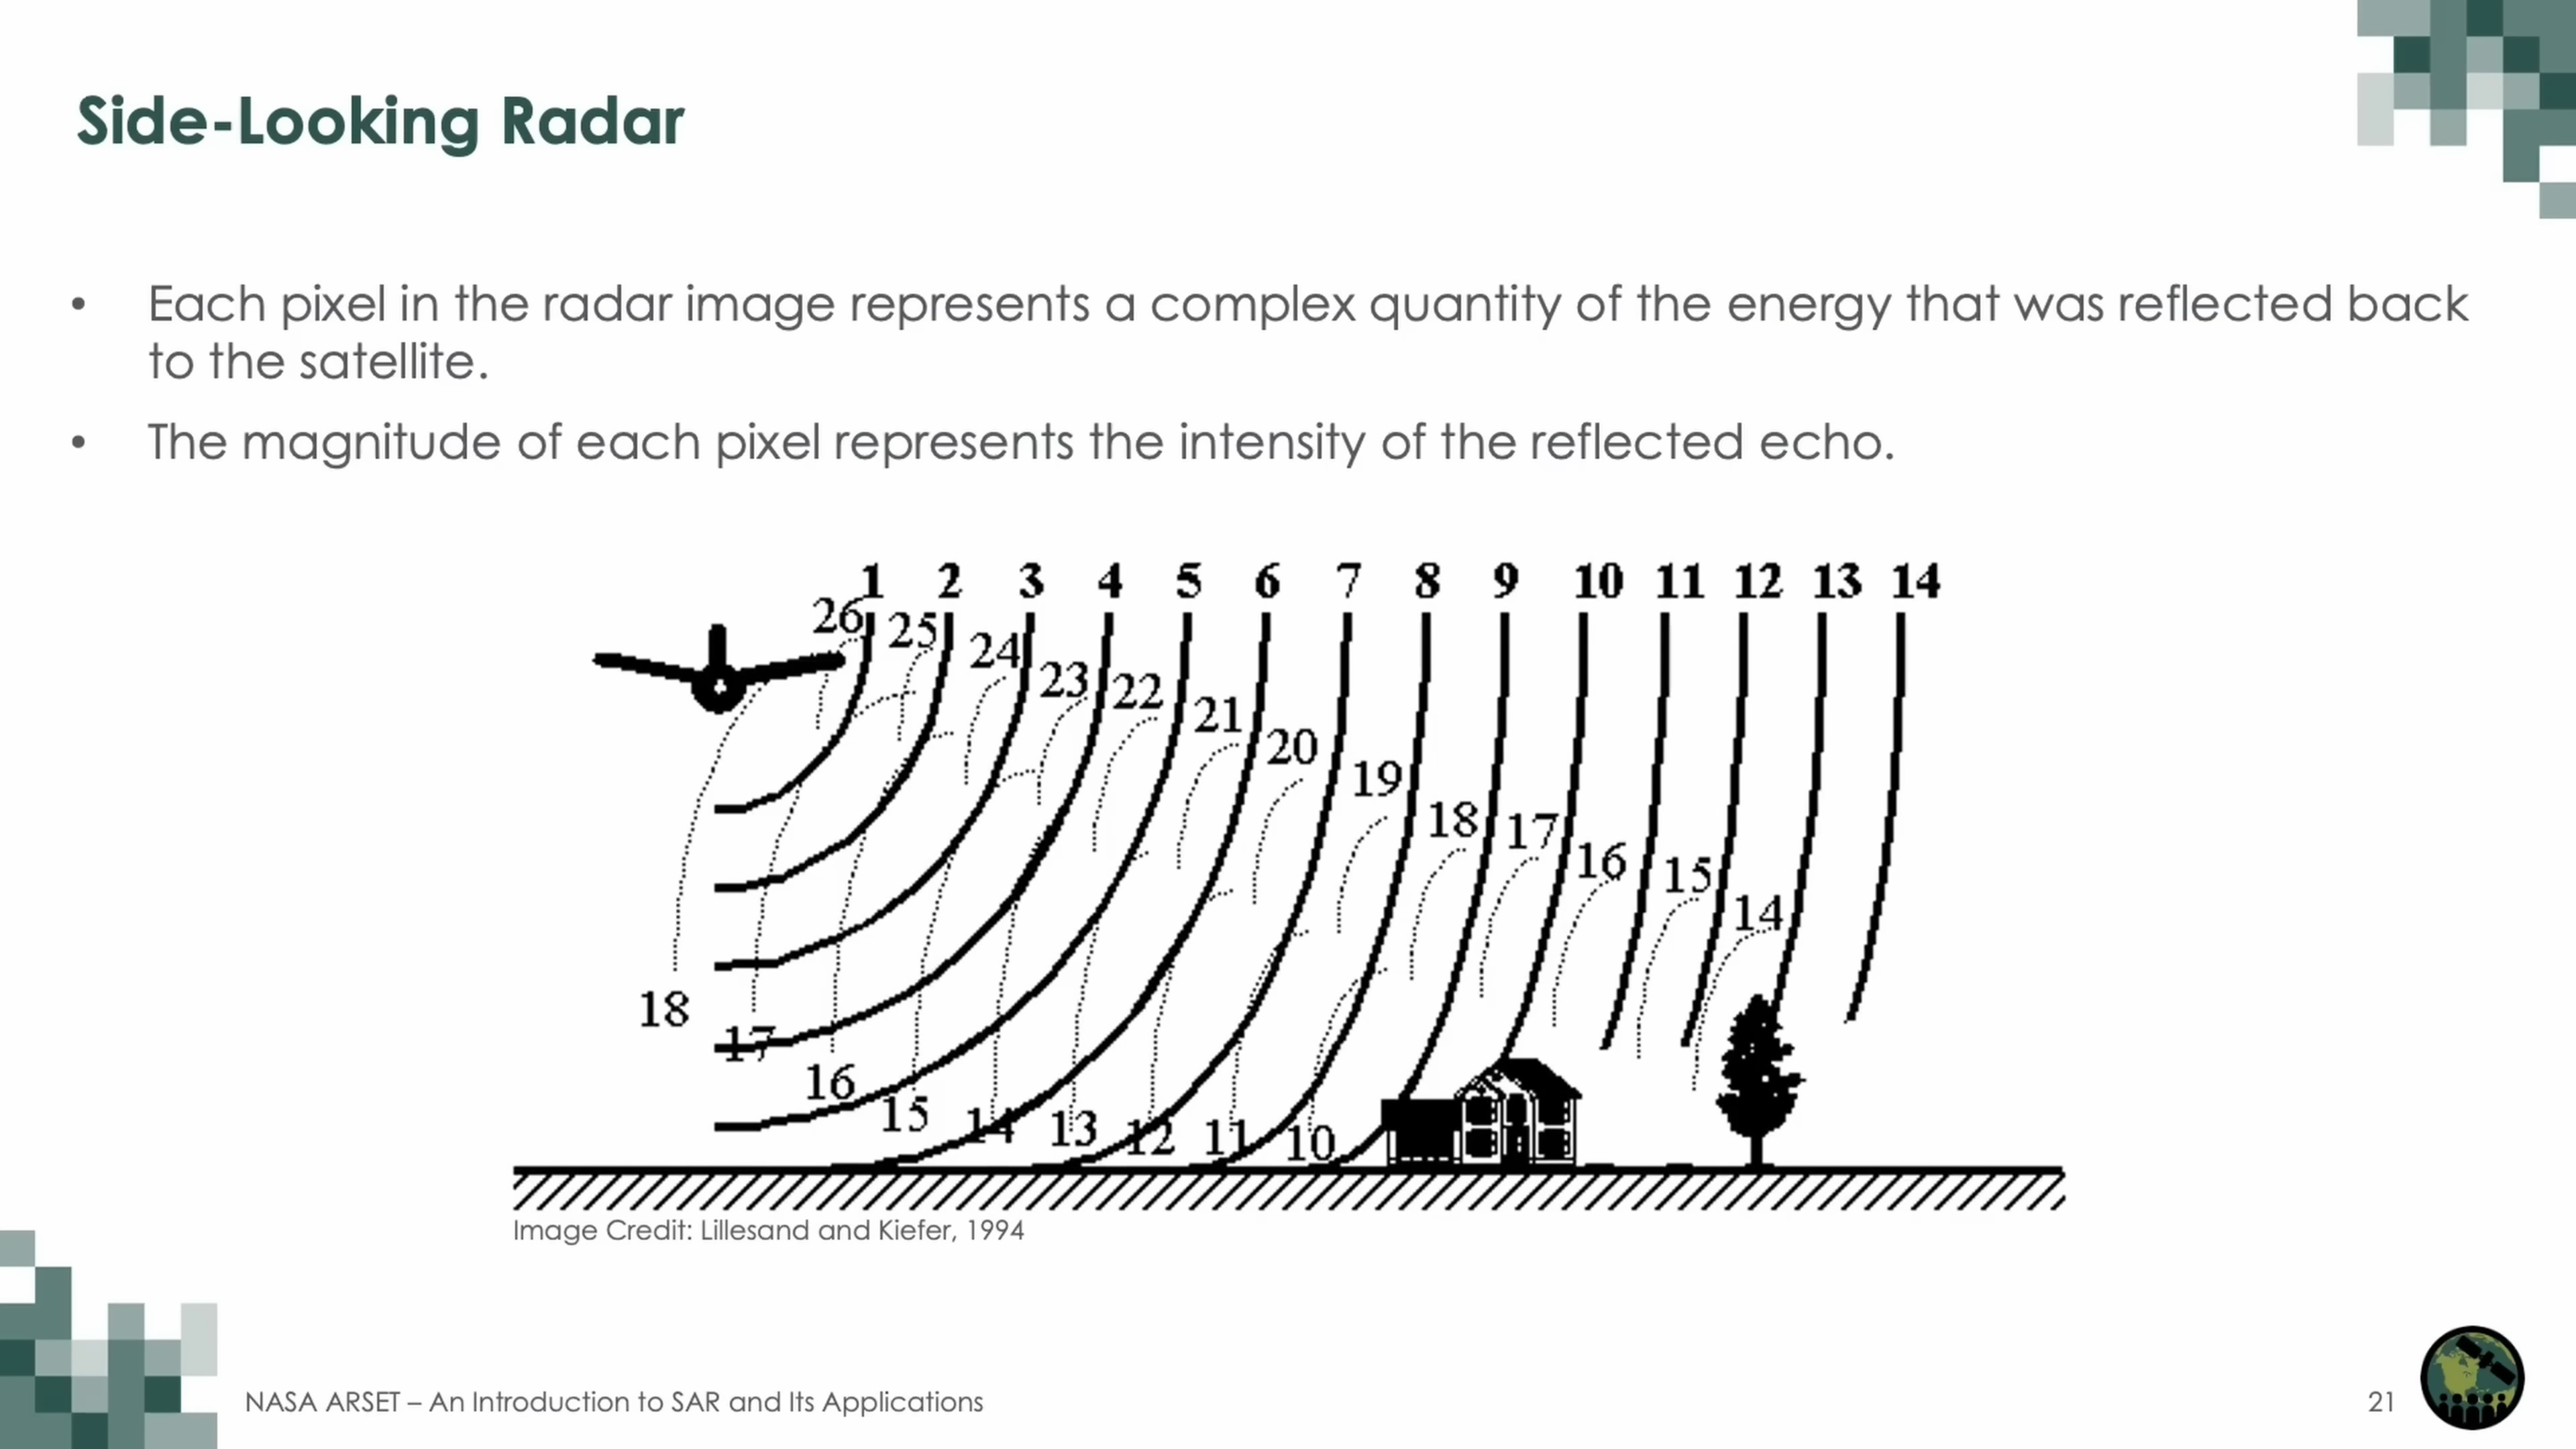 Side-Looking Radar
• Each pixel in the radar image represents a complex quantity of the energy that was reflected back
to the satellite.
• The magnitude of each pixel represents the intensity of the reflected echo.
1 2 3 4 5 6 7 8 9 10 11 12 13 14
26 25 24 23 22 21 20 19 18 17 16 15 14
18 17 16 15 14 13 12 11 10
Image Credit: Lillesand and Kiefer, 1994
NASA ARSET – An Introduction to SAR and Its Applications
21